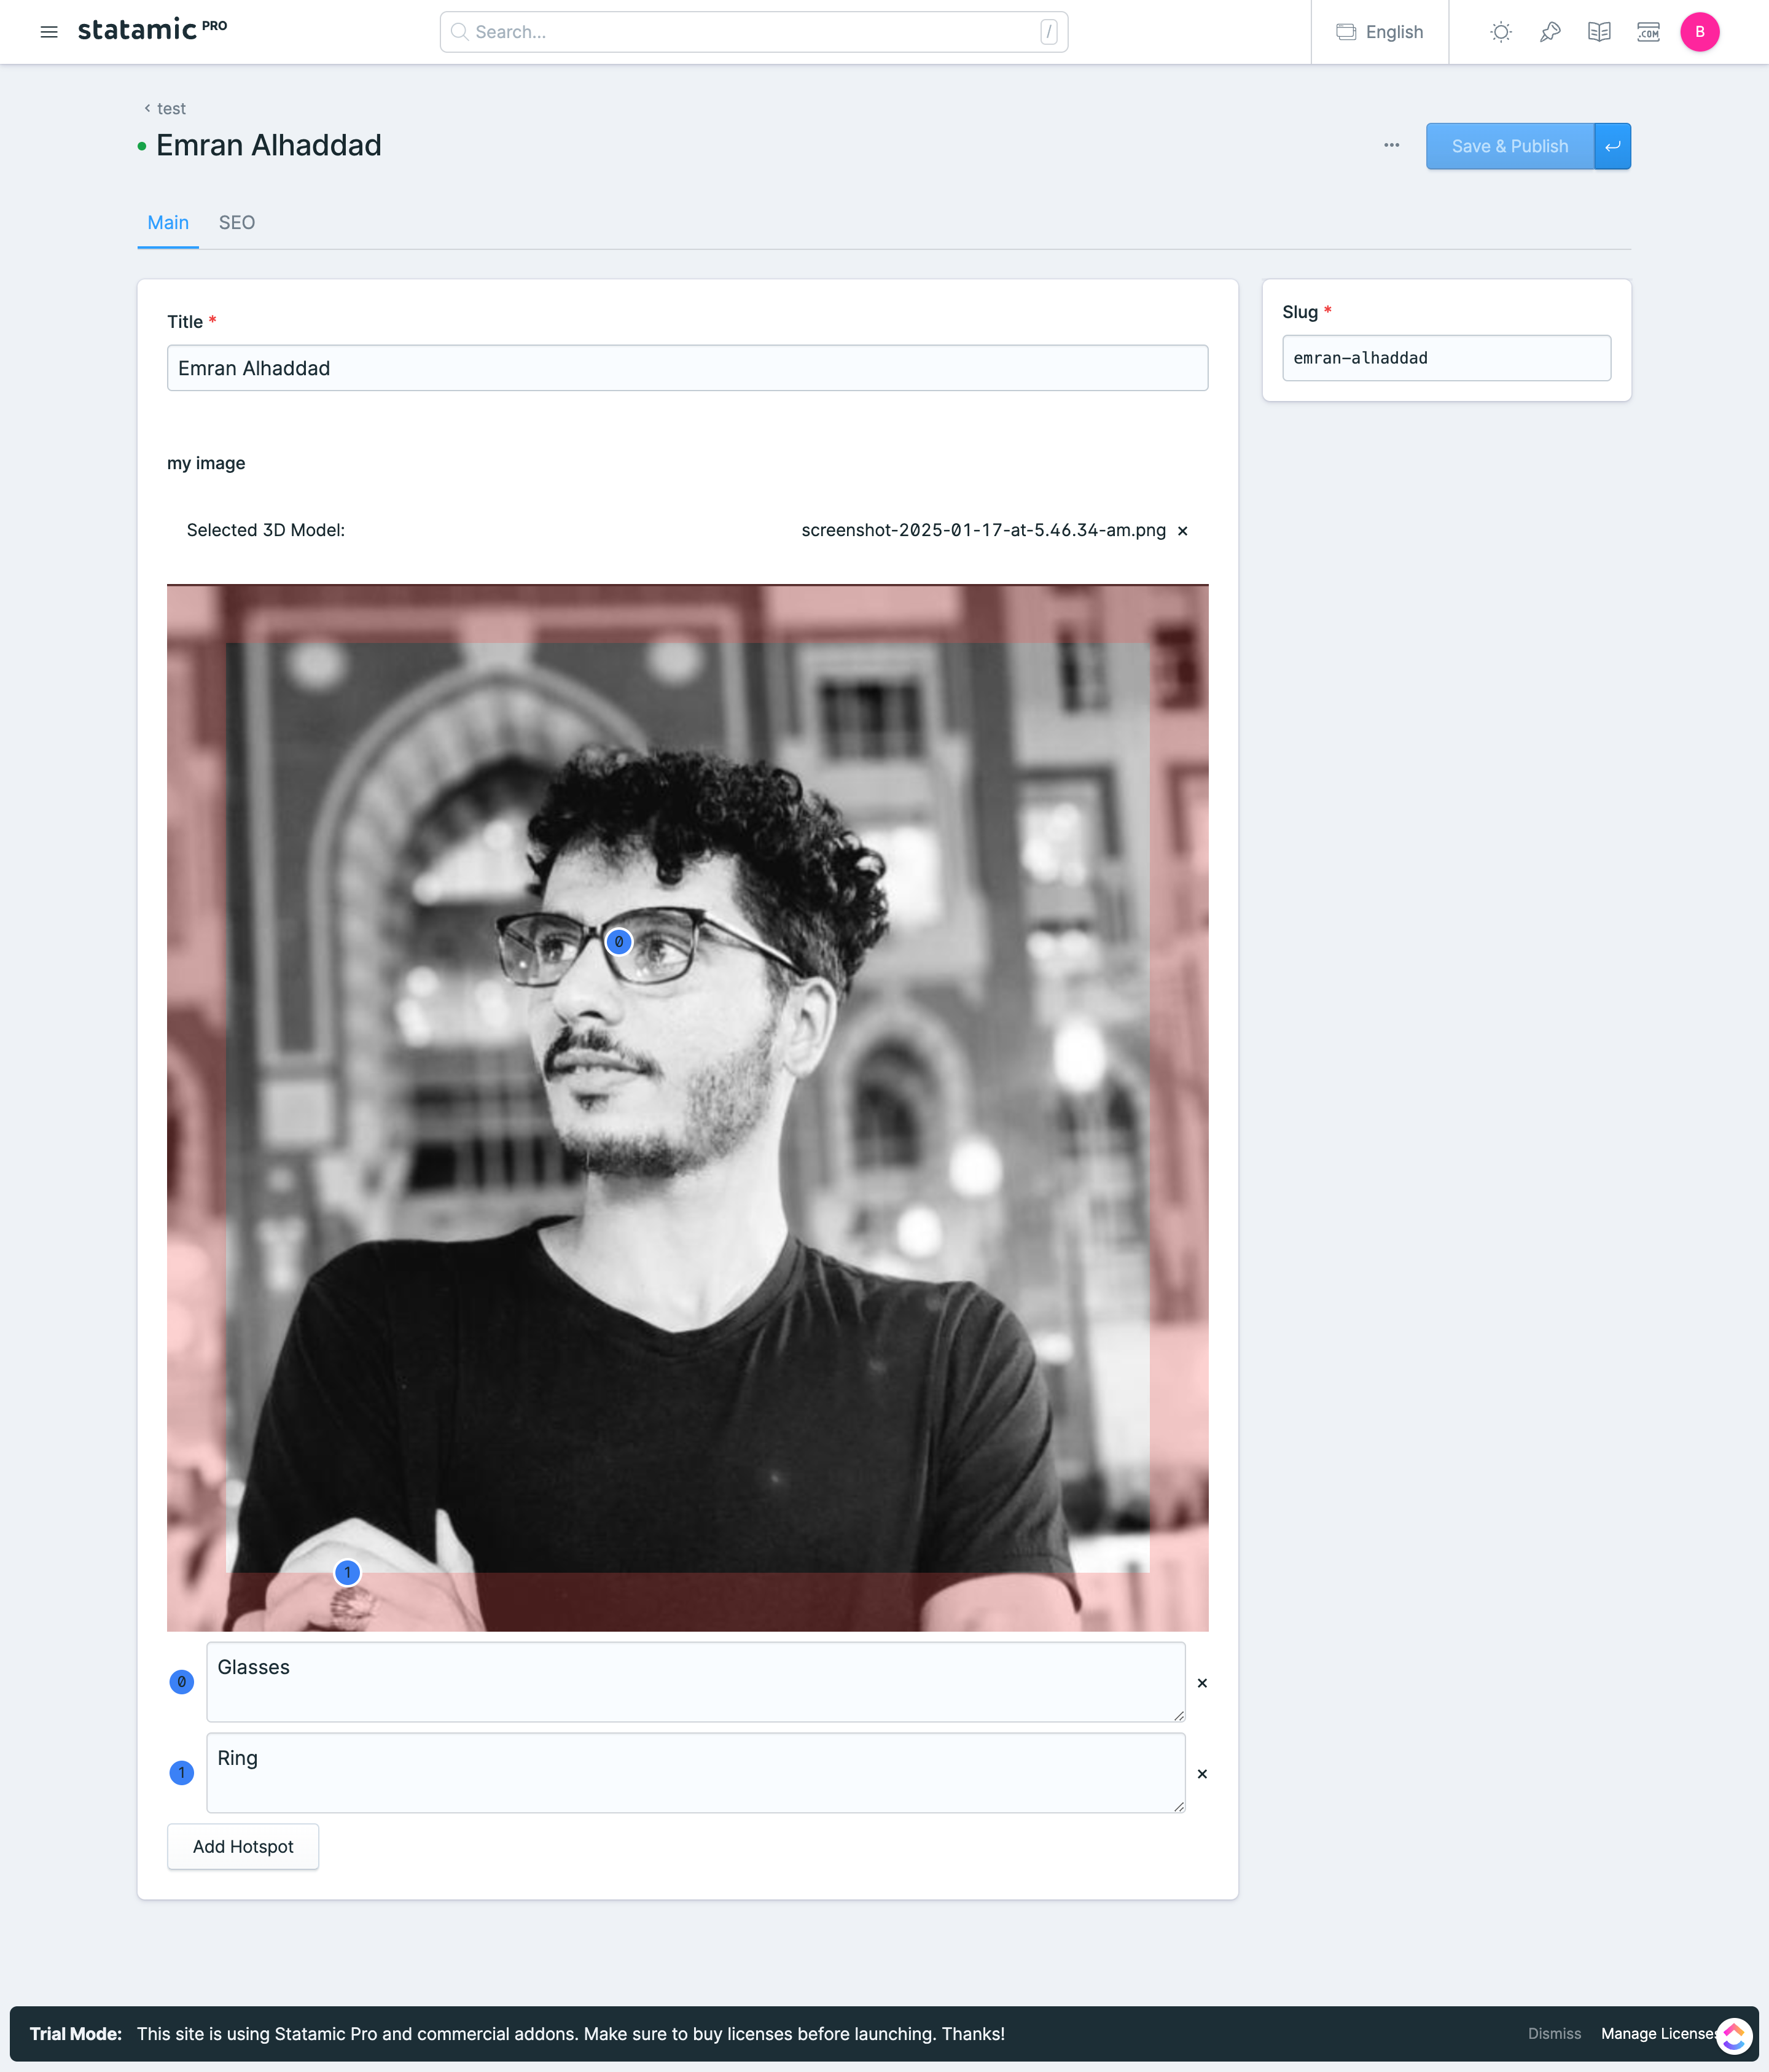 statamic PRO
Search...
/
English
.COM
B
test
Emran Alhaddad
Save & Publish
Main
SEO
Title *
Emran Alhaddad
Slug *
emran-alhaddad
my image
Selected 3D Model:
screenshot-2025-01-17-at-5.46.34-am.png ×
0
1
0
Glasses
×
1
Ring
×
Add Hotspot
Trial Mode: This site is using Statamic Pro and commercial addons. Make sure to buy licenses before launching. Thanks!
Dismiss
Manage Licenses